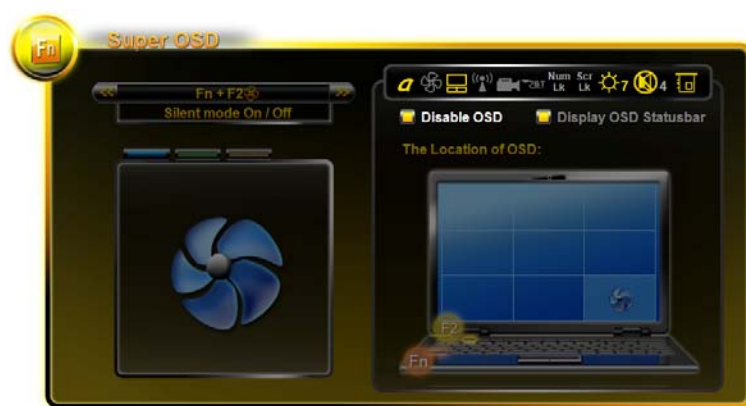 Fn
Super OSD
<< Fn + F2 >>
Silent mode On / Off
Num Lk Scr Lk 7 4
Disable OSD
Display OSD Statusbar
The Location of OSD:
F2
Fn